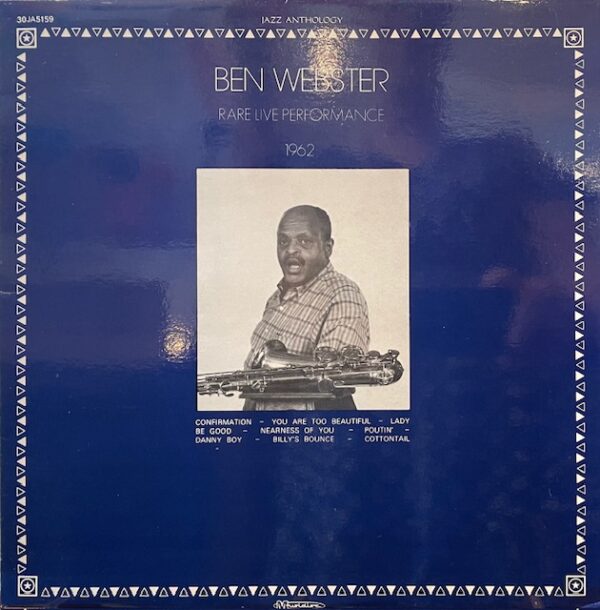 30JA5159
JAZZ ANTHOLOGY
BEN WEBSTER
RARE LIVE PERFORMANCE
1962
CONFIRMATION – YOU ARE TOO BEAUTIFUL – LADY
BE GOOD – NEARNESS OF YOU – POUTIN' –
DANNY BOY – BILLY'S BOUNCE – COTTONTAIL
Musidisc